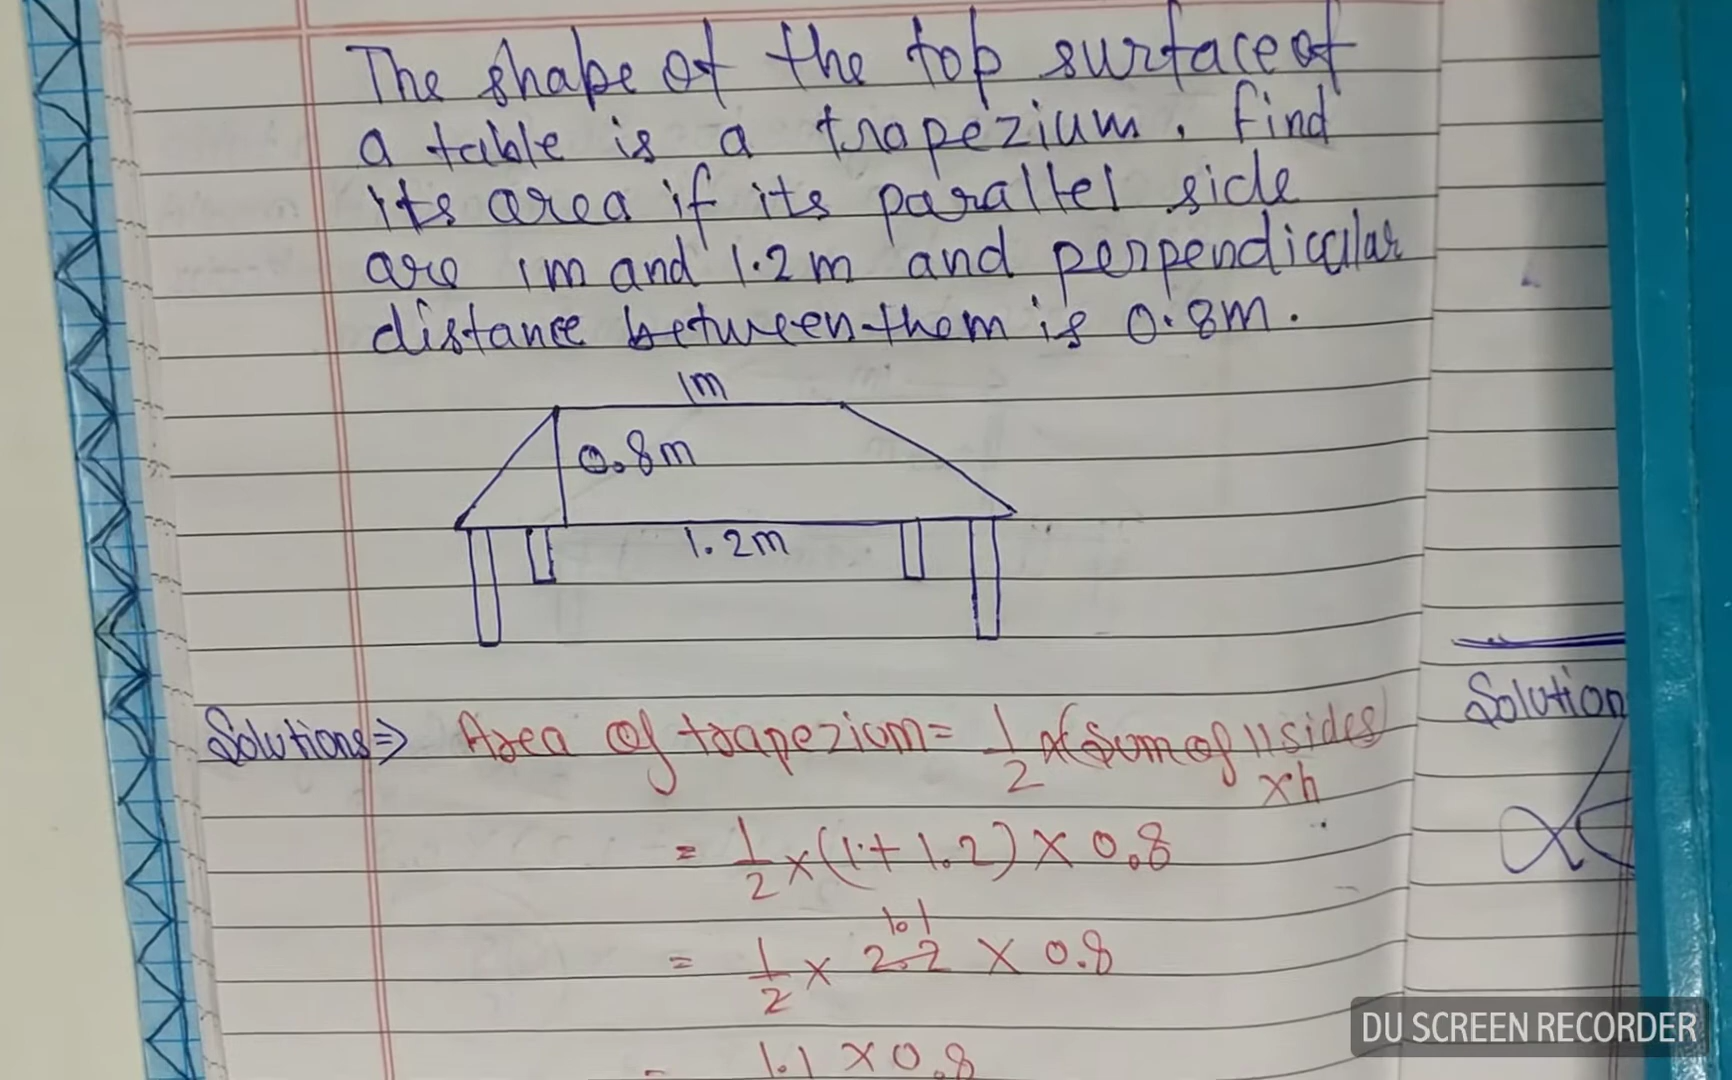 The shape of the top surface of
a table is a trapezium. Find
its area if its parallel side
are 1m and 1.2m and perpendicular
distance between them is 0.8m.
1m
0.8m
1.2m
Solutions⇒ Area of trapezium = 1/2 x (Sum of 11 sides)
x h
= 1/2 x (1 + 1.2) x 0.8
1.1
= 1/2 x 2.2 x 0.8
= 1.1 x 0.8
Solution
DU SCREEN RECORDER